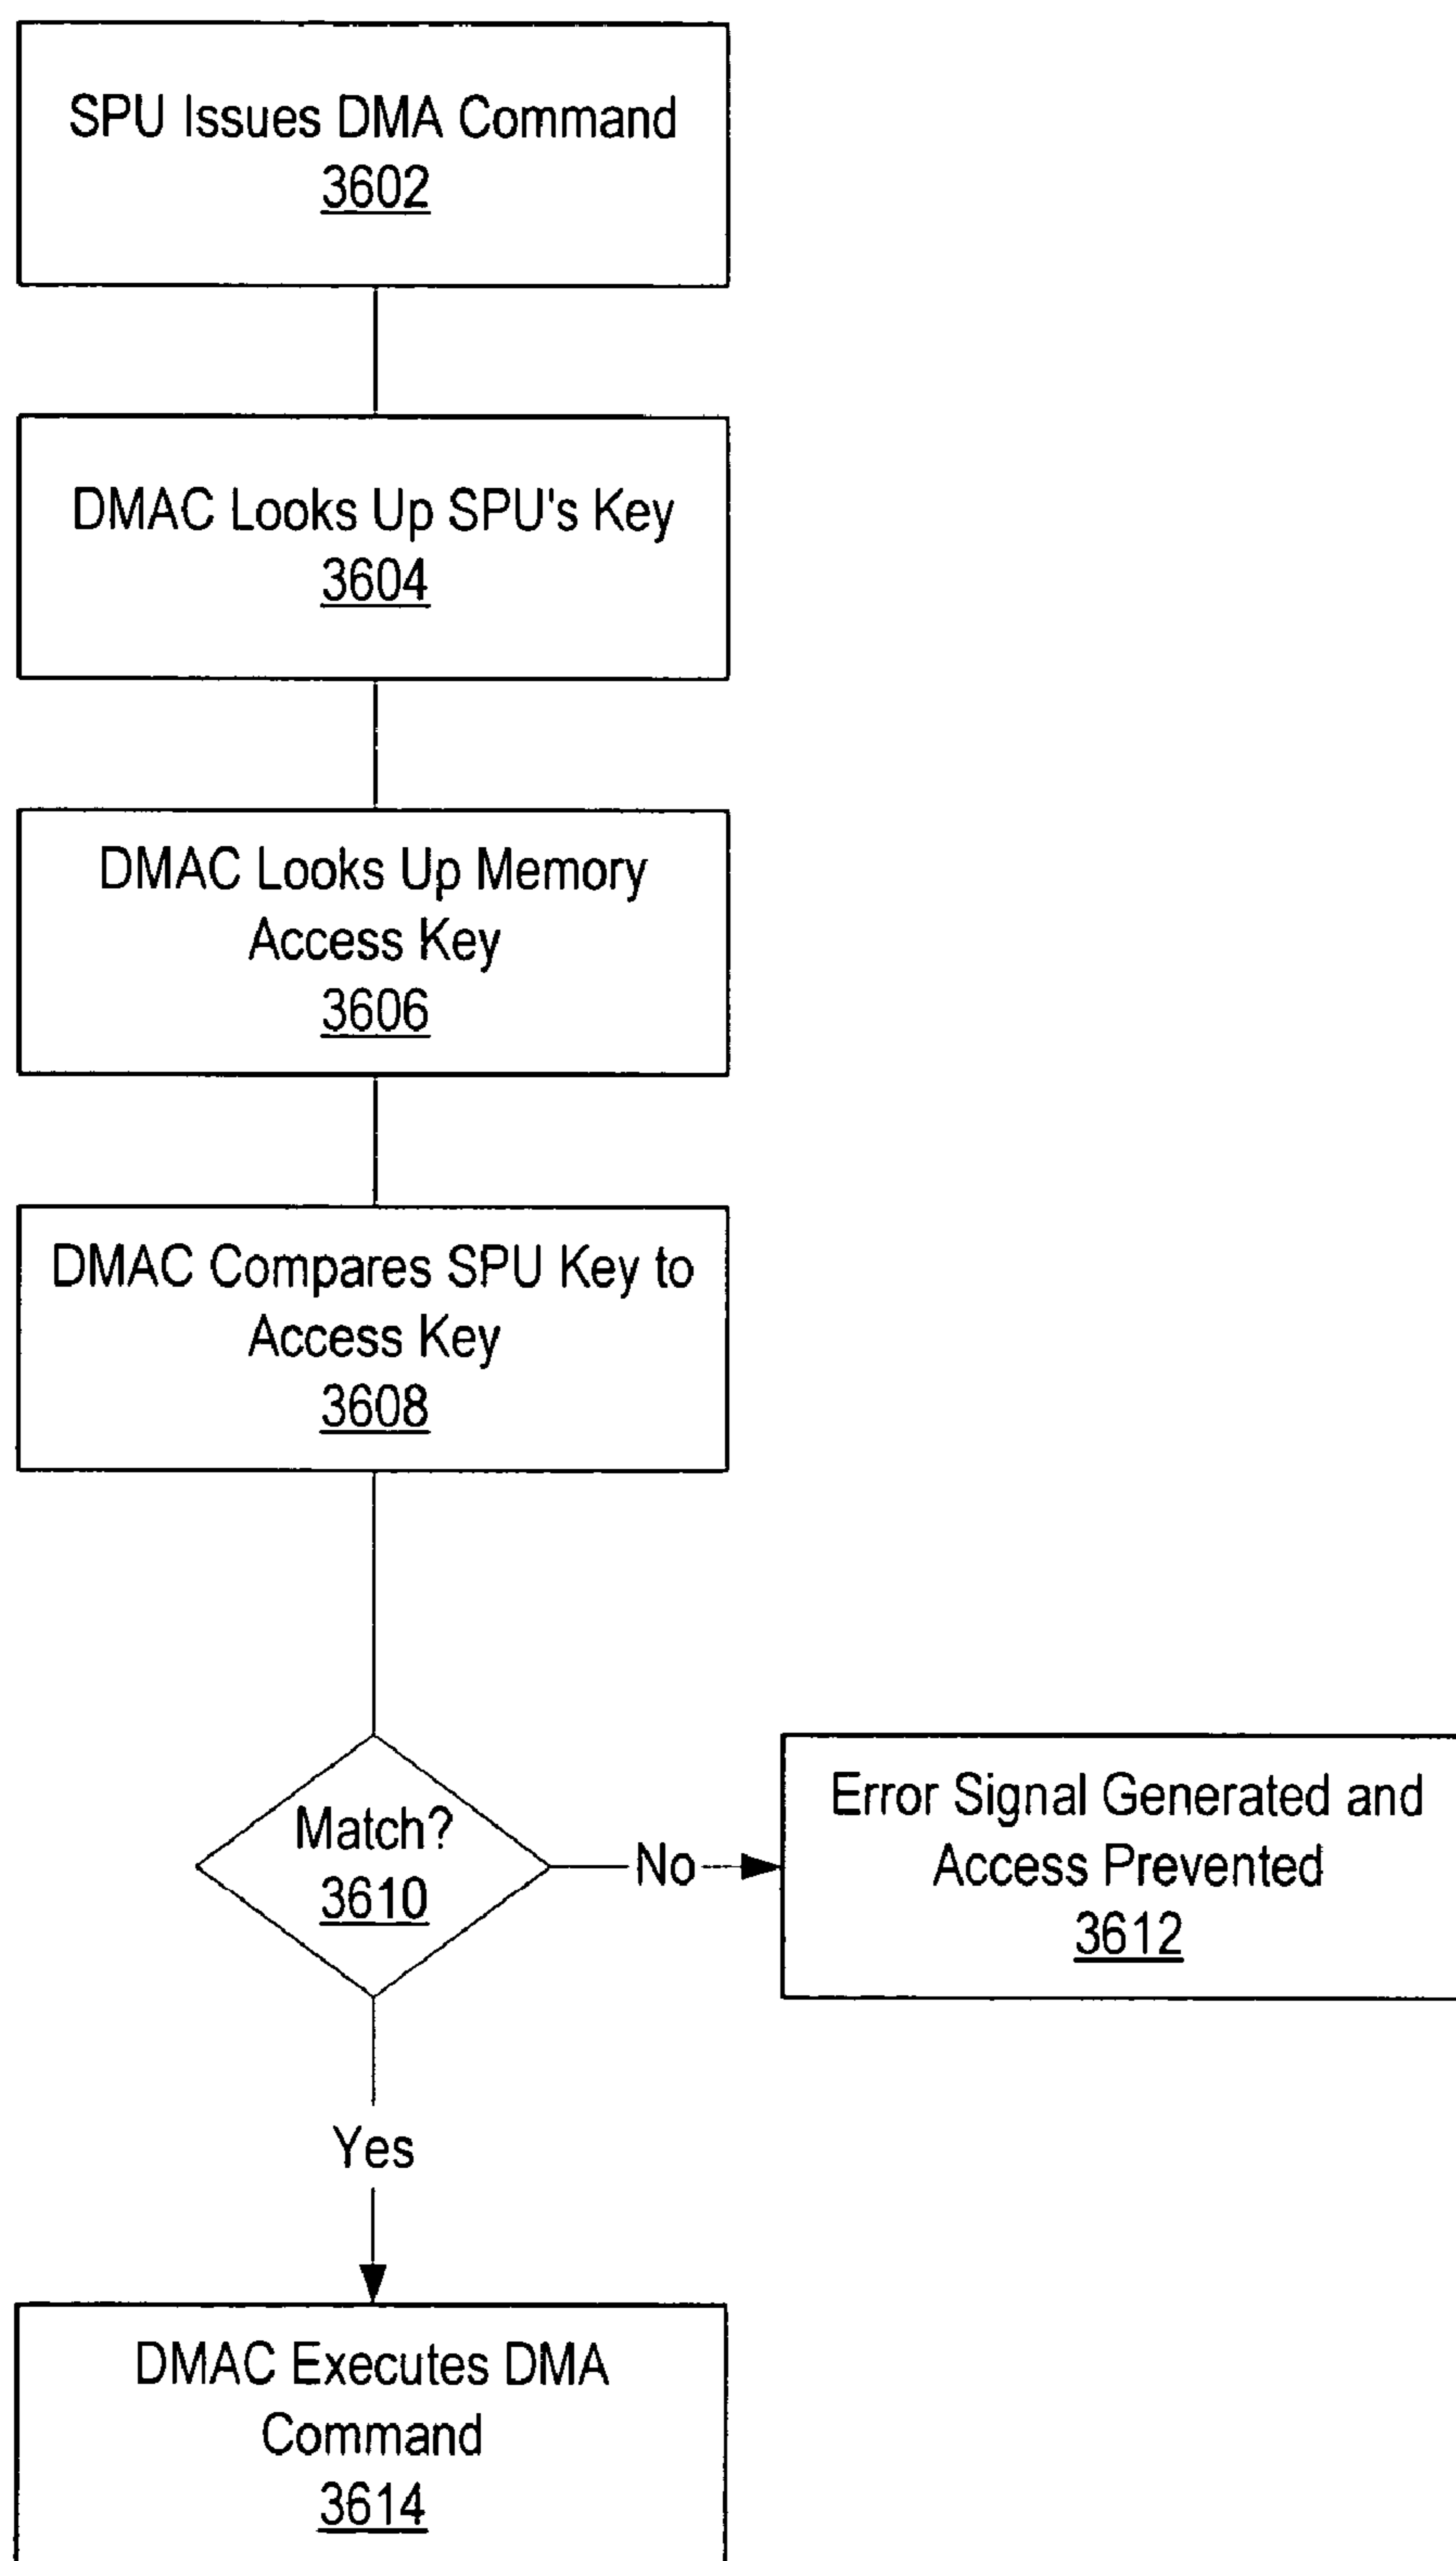 SPU Issues DMA Command
3602
DMAC Looks Up SPU's Key
3604
DMAC Looks Up Memory
Access Key
3606
DMAC Compares SPU Key to
Access Key
3608
Match?
3610
No
Error Signal Generated and
Access Prevented
3612
Yes
DMAC Executes DMA
Command
3614